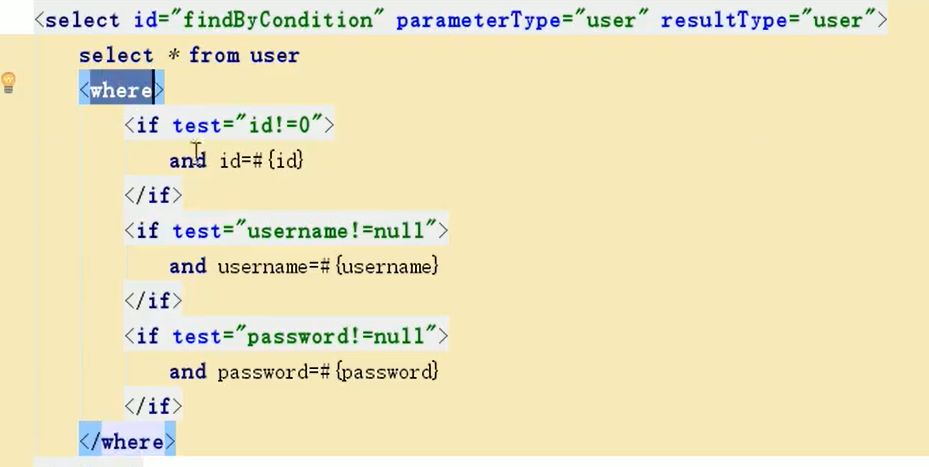 <select id="findByCondition" parameterType="user" resultType="user">
select * from user
<where>
<if test="id!=0">
and id=#{id}
</if>
<if test="username!=null">
and username=#{username}
</if>
<if test="password!=null">
and password=#{password}
</if>
</where>